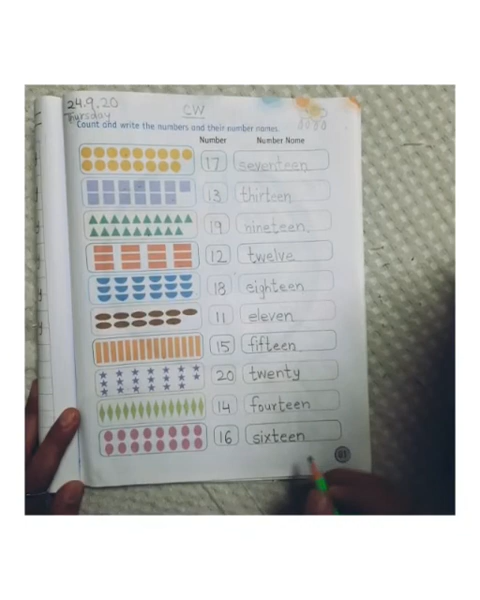 24.9.20
Thursday
CW
Count and write the numbers and their number names.
Number Number Name
17 seventeen
13 thirteen
19 nineteen.
12 twelve
18 eighteen
11 eleven
15 fifteen
20 twenty
14 fourteen
16 sixteen